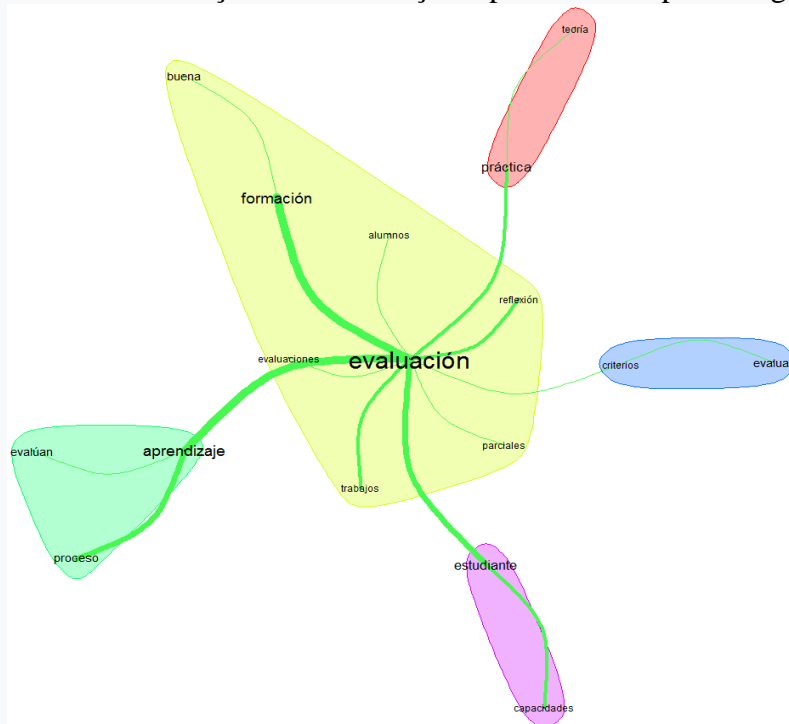 teoría
buena
práctica
formación
alumnos
reflexión
evaluaciones
evaluación
criterios
evalua
parciales
evalúan
aprendizaje
trabajos
proceso
estudiante
capacidades